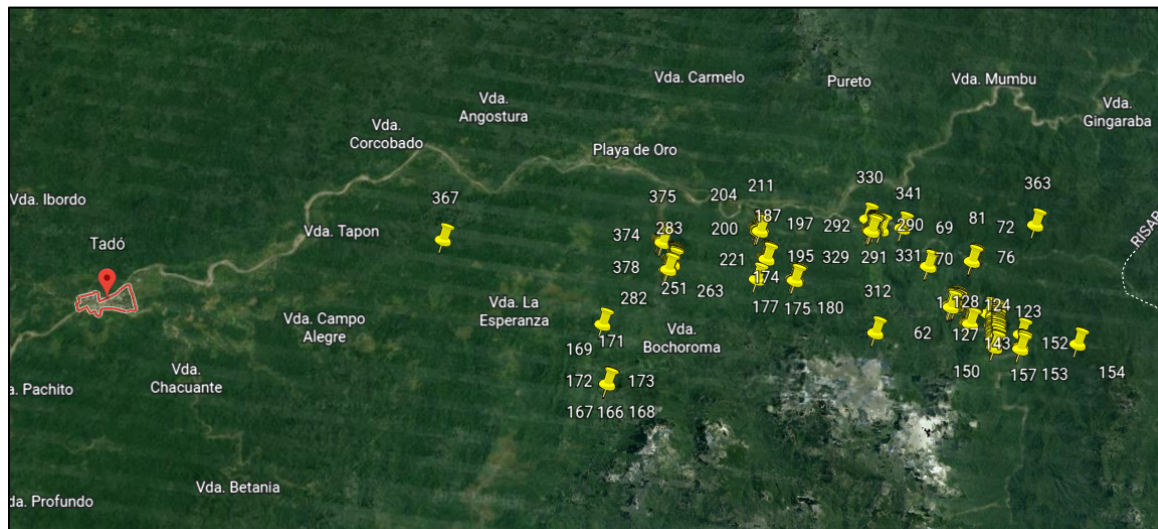 Vda. Carmelo
Pureto
Vda. Mumbu
Vda.
Angostura
Vda.
Gingaraba
Vda.
Corcobado
Playa de Oro
330
211
341
363
375
204
367
Vda. Ibordo
187
197
292
290
81
72
283
200
69
Tadó
Vda. Tapon
374
RISAR
221
195
329
291
331
70
76
378
174
251
263
282
177
175
180
312
128
124
123
Vda. La
Esperanza
Vda. Campo
Alegre
171
Vda.
Bochoroma
62
127
143
152
169
Vda.
Chacuante
150
157
153
154
a. Pachito
172
173
167
166
168
Vda. Betania
da. Profundo